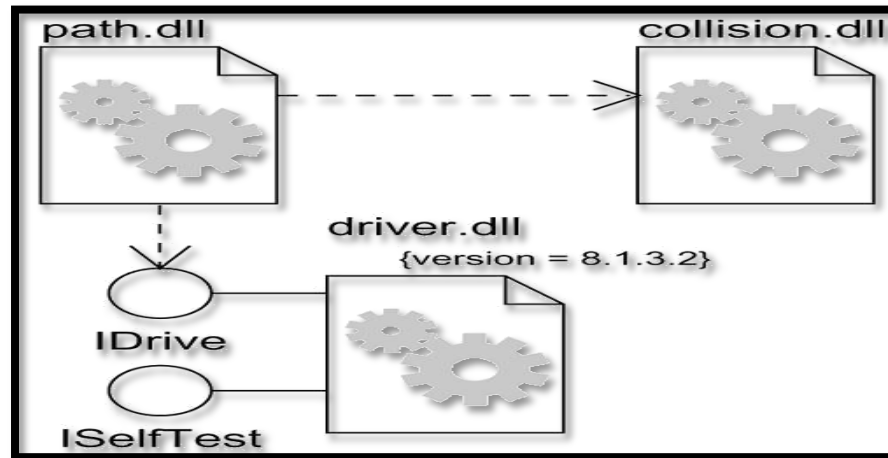 path.dll
collision.dll
driver.dll
{version = 8.1.3.2}
IDrive
ISelfTest